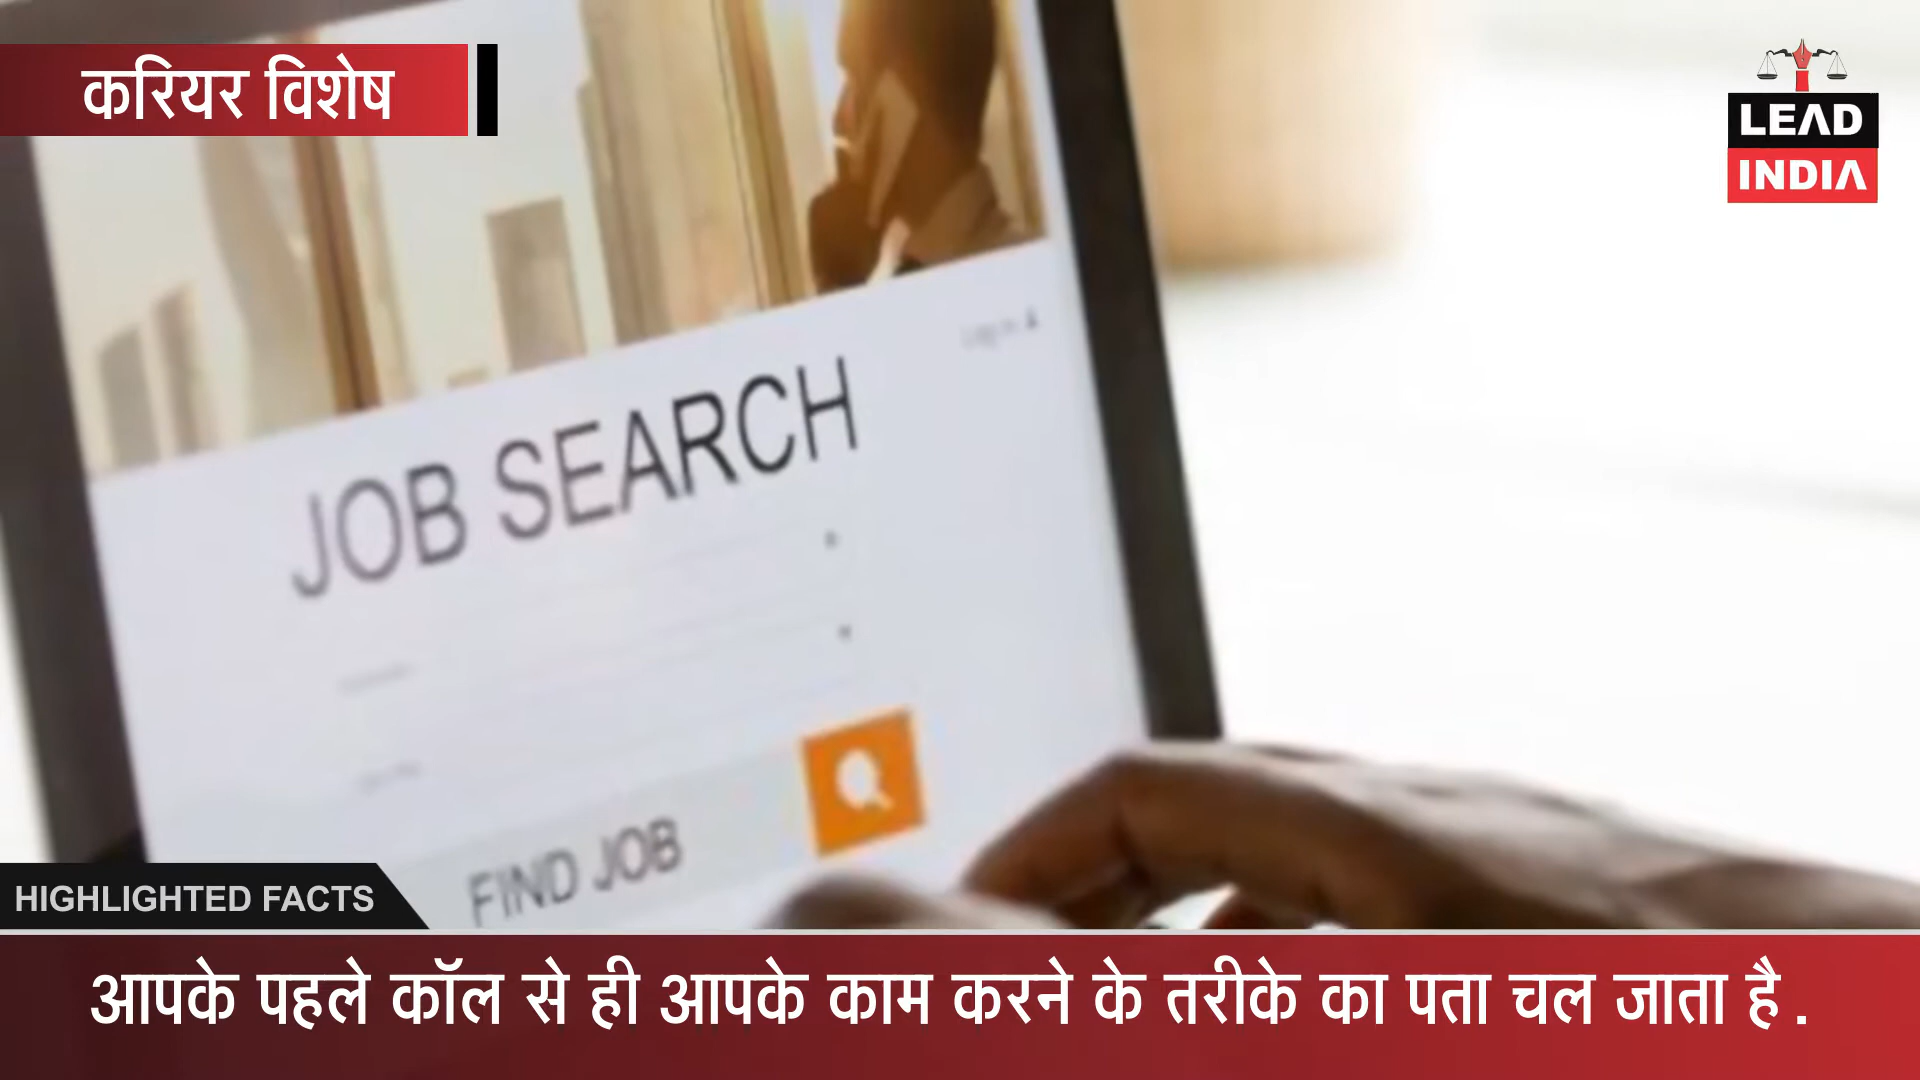 करियर विशेष
LEAD
INDIA
JOB SEARCH
FIND JOB
HIGHLIGHTED FACTS
आपके पहले कॉल से ही आपके काम करने के तरीके का पता चल जाता है .